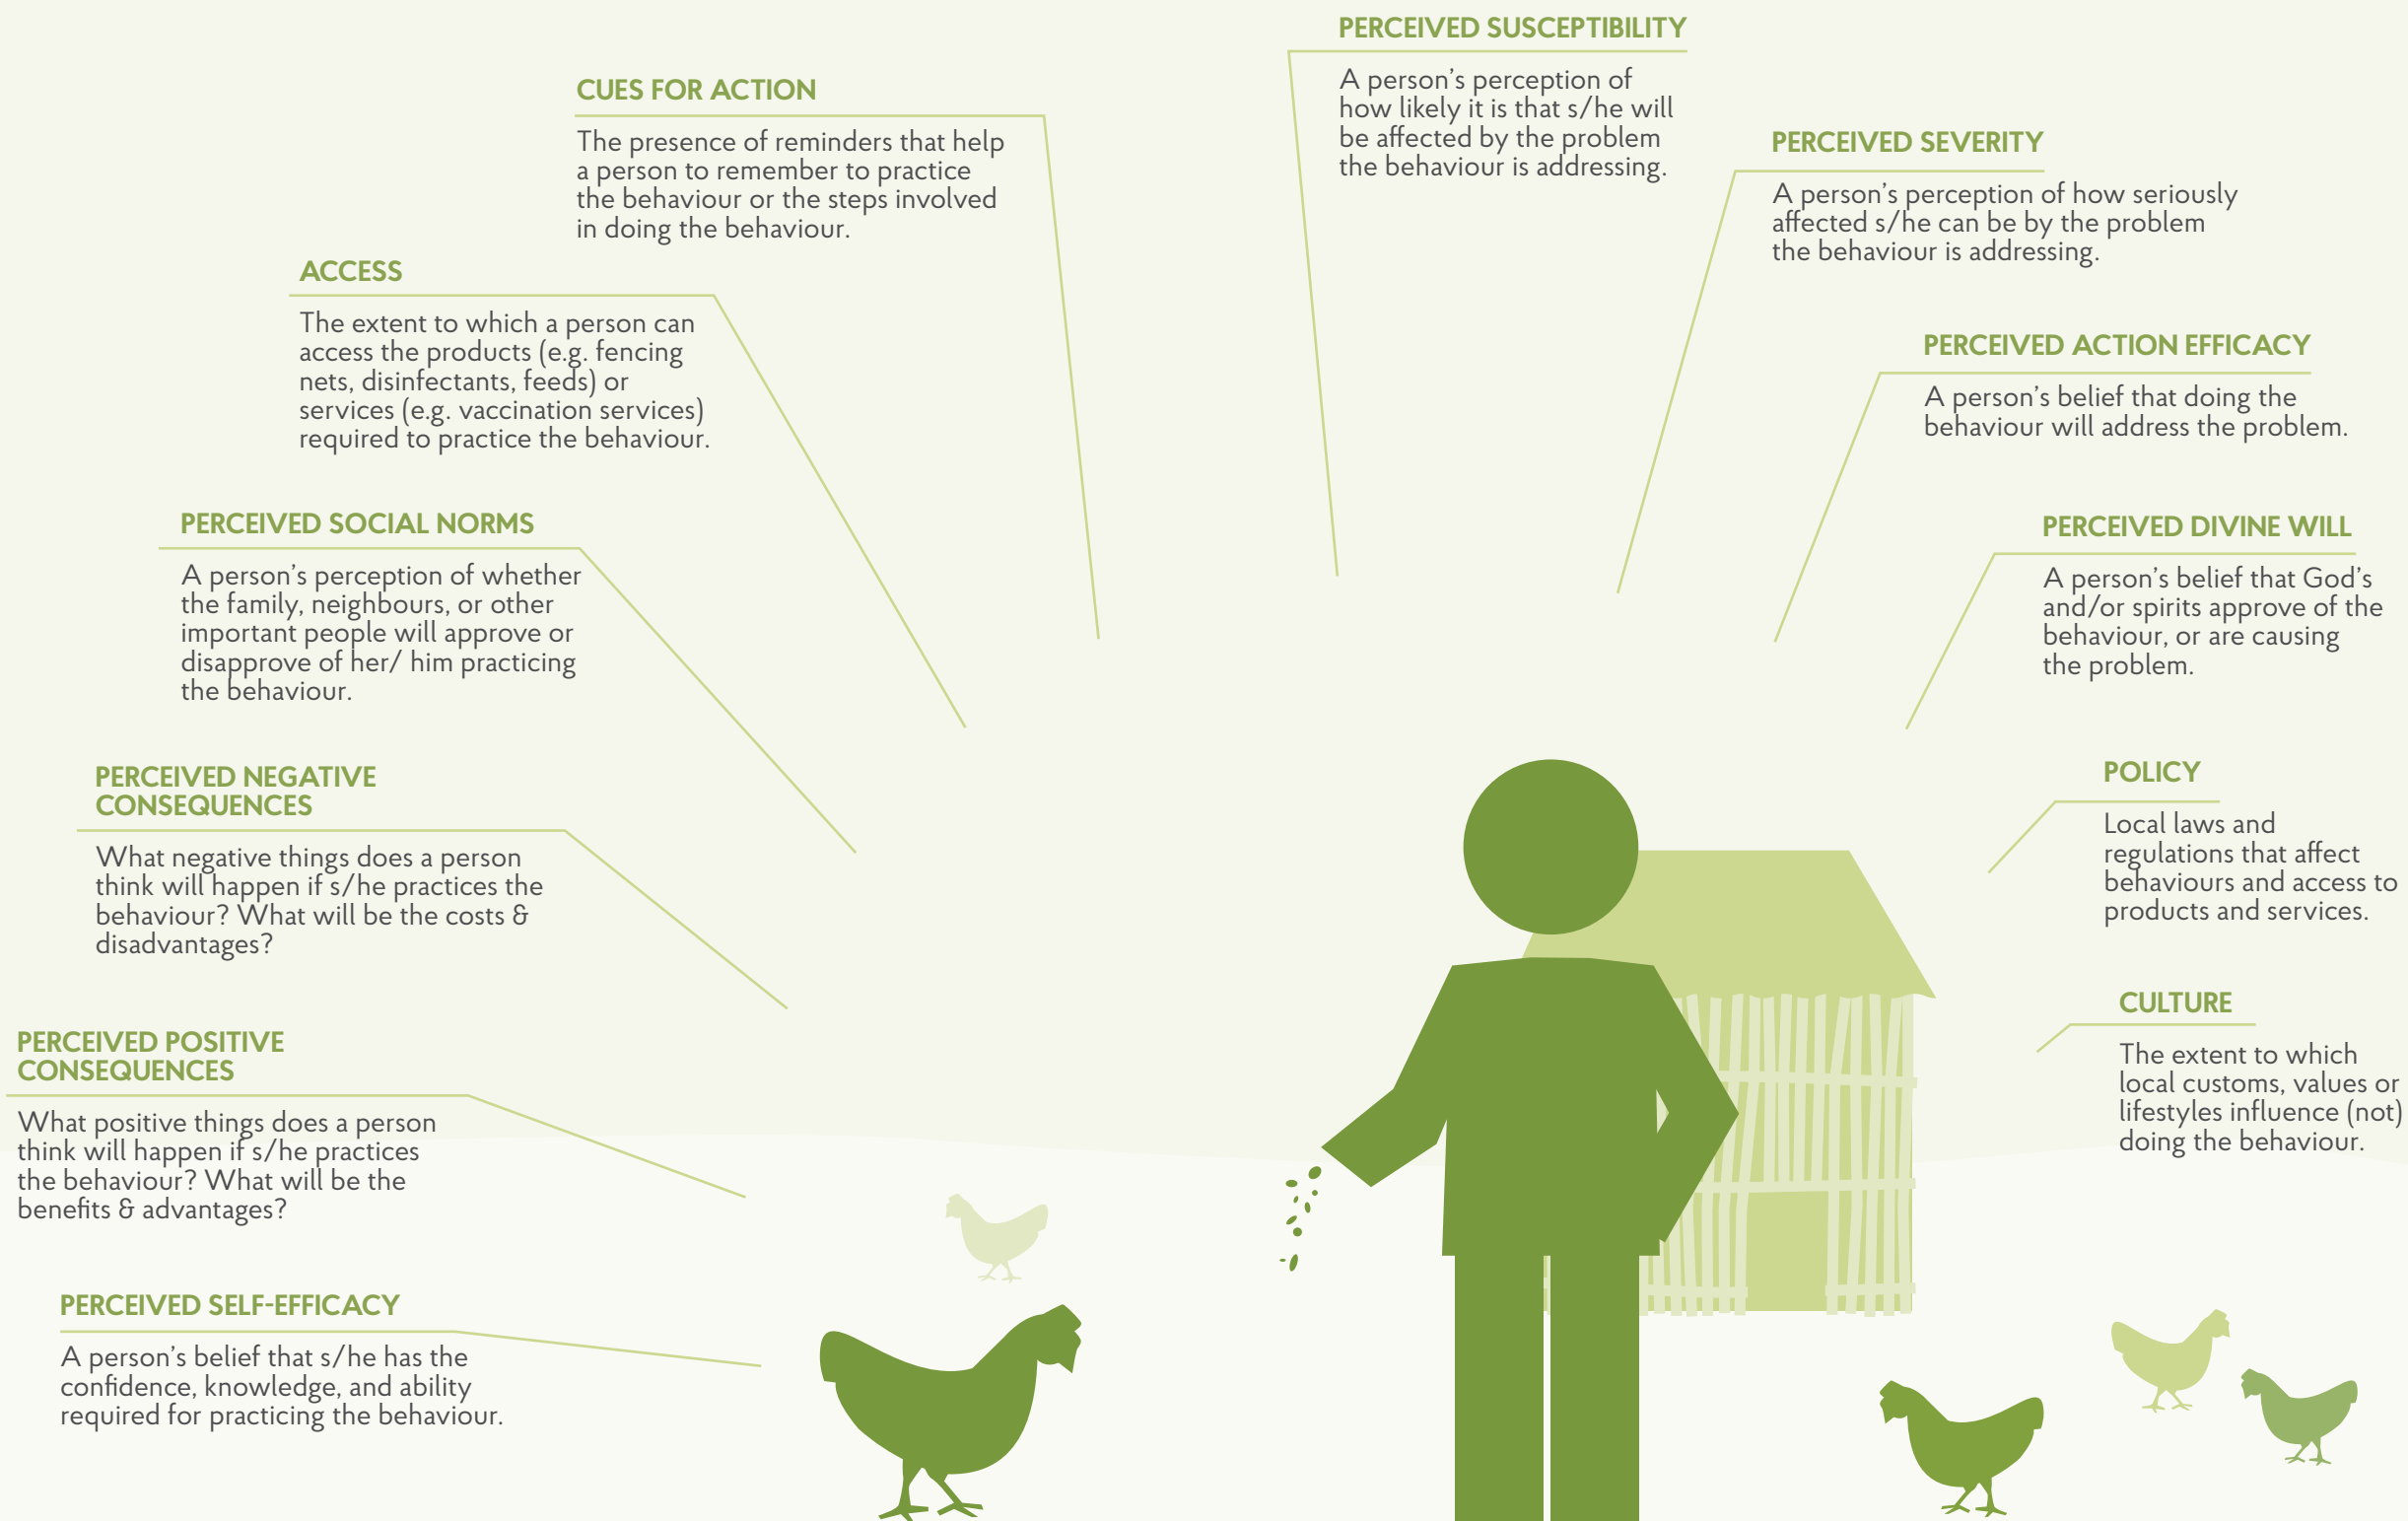 PERCEIVED SUSCEPTIBILITY
A person's perception of
how likely it is that s/he will
be affected by the problem
the behaviour is addressing.
CUES FOR ACTION
The presence of reminders that help
a person to remember to practice
the behaviour or the steps involved
in doing the behaviour.
PERCEIVED SEVERITY
A person's perception of how seriously
affected s/he can be by the problem
the behaviour is addressing.
ACCESS
The extent to which a person can
access the products (e.g. fencing
nets, disinfectants, feeds) or
services (e.g. vaccination services)
required to practice the behaviour.
PERCEIVED ACTION EFFICACY
A person's belief that doing the
behaviour will address the problem.
PERCEIVED SOCIAL NORMS
A person's perception of whether
the family, neighbours, or other
important people will approve or
disapprove of her/ him practicing
the behaviour.
PERCEIVED DIVINE WILL
A person's belief that God's
and/or spirits approve of the
behaviour, or are causing
the problem.
PERCEIVED NEGATIVE
CONSEQUENCES
What negative things does a person
think will happen if s/he practices the
behaviour? What will be the costs &
disadvantages?
POLICY
Local laws and
regulations that affect
behaviours and access to
products and services.
PERCEIVED POSITIVE
CONSEQUENCES
What positive things does a person
think will happen if s/he practices
the behaviour? What will be the
benefits & advantages?
CULTURE
The extent to which
local customs, values or
lifestyles influence (not)
doing the behaviour.
PERCEIVED SELF-EFFICACY
A person's belief that s/he has the
confidence, knowledge, and ability
required for practicing the behaviour.